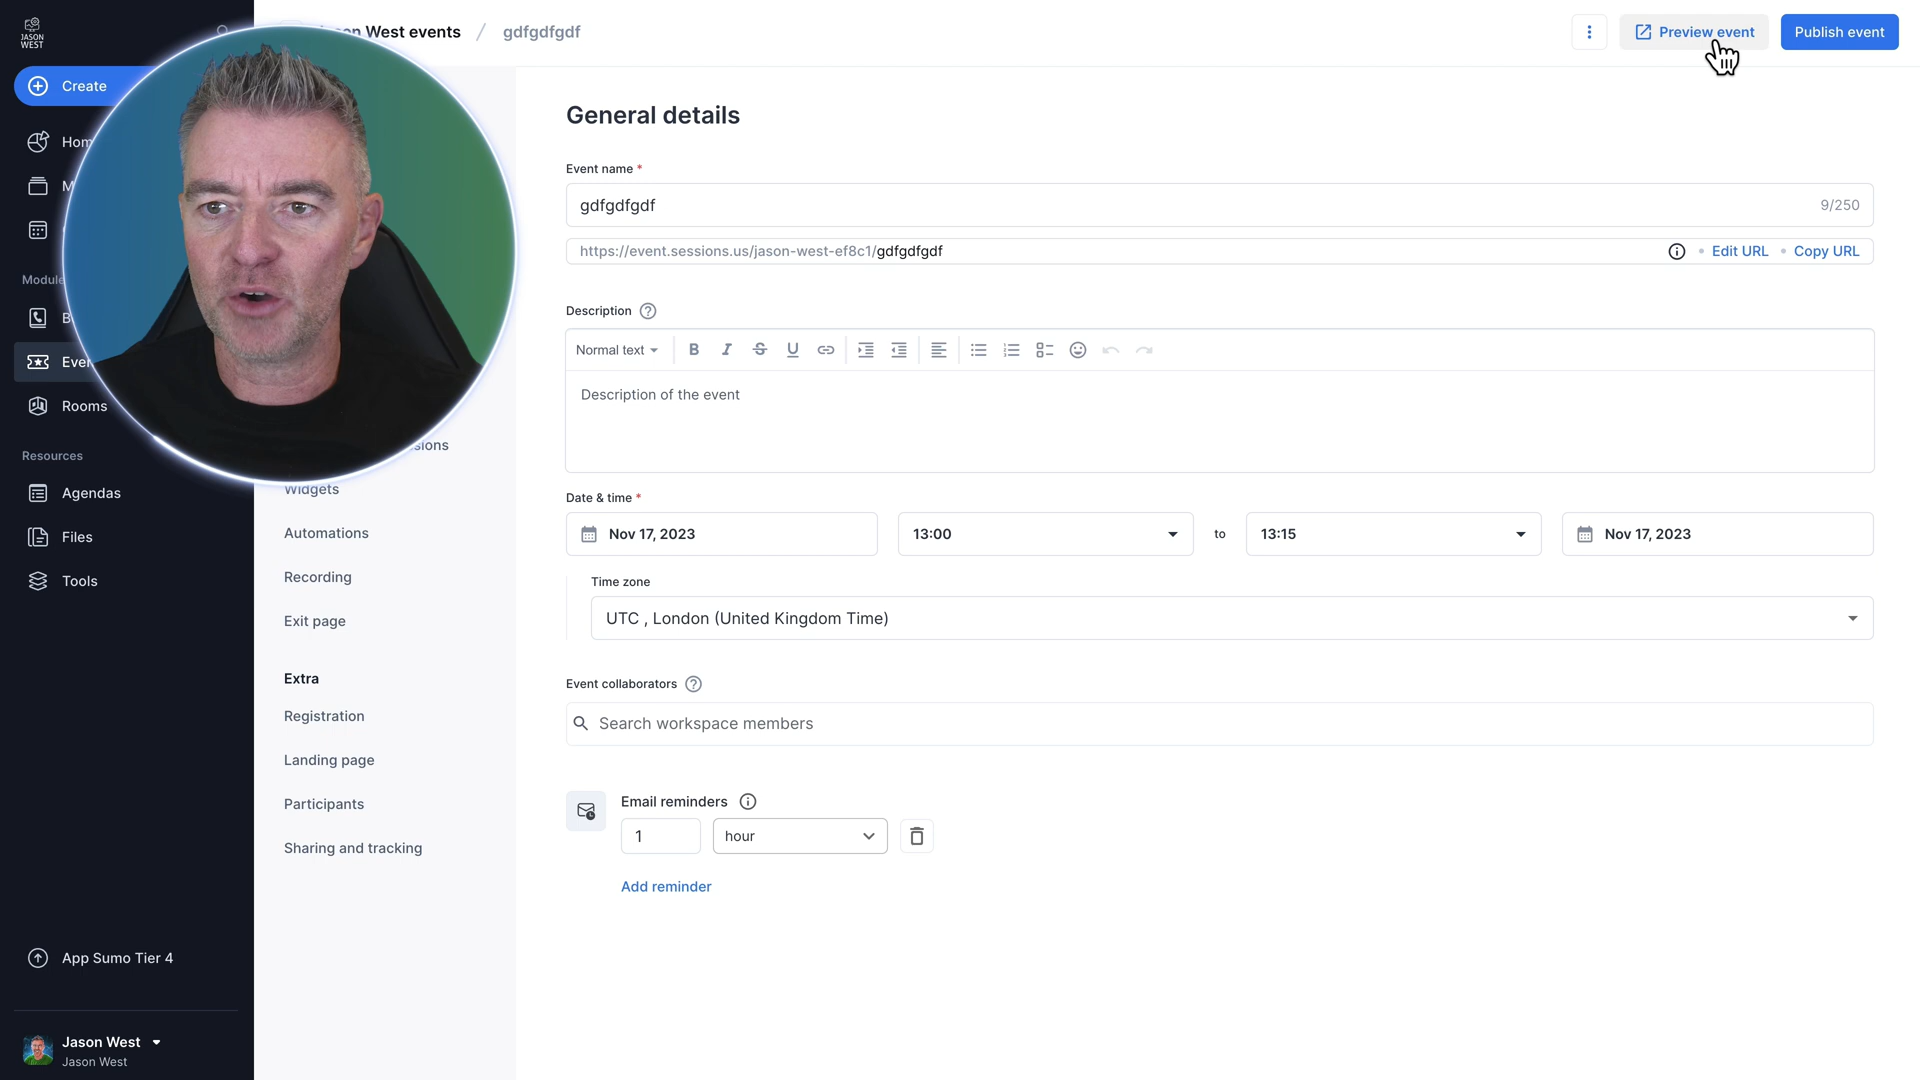 JASON
WEST
West events / gdfgdfgdf
Preview event
Publish event
Create
General details
Event name *
gdfgdfgdf
9/250
https://event.sessions.us/jason-west-ef8c1/gdfgdfgdf
Edit URL
Copy URL
Description
Normal text
Description of the event
Rooms
Resources
Agendas
Files
Tools
Widgets
Automations
Recording
Exit page
Extra
Registration
Landing page
Participants
Sharing and tracking
Date & time *
Nov 17, 2023
13:00
to
13:15
Nov 17, 2023
Time zone
UTC , London (United Kingdom Time)
Event collaborators
Search workspace members
Email reminders
1
hour
Add reminder
App Sumo Tier 4
Jason West
Jason West